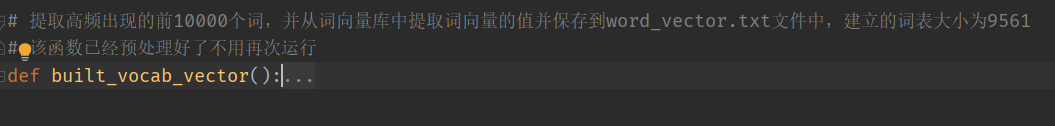 # 提取高频出现的前10000个词，并从词向量库中提取词向量的值并保存到word_vector.txt文件中，建立的词表大小为9561
# 该函数已经预处理好了不用再次运行
def built_vocab_vector():...